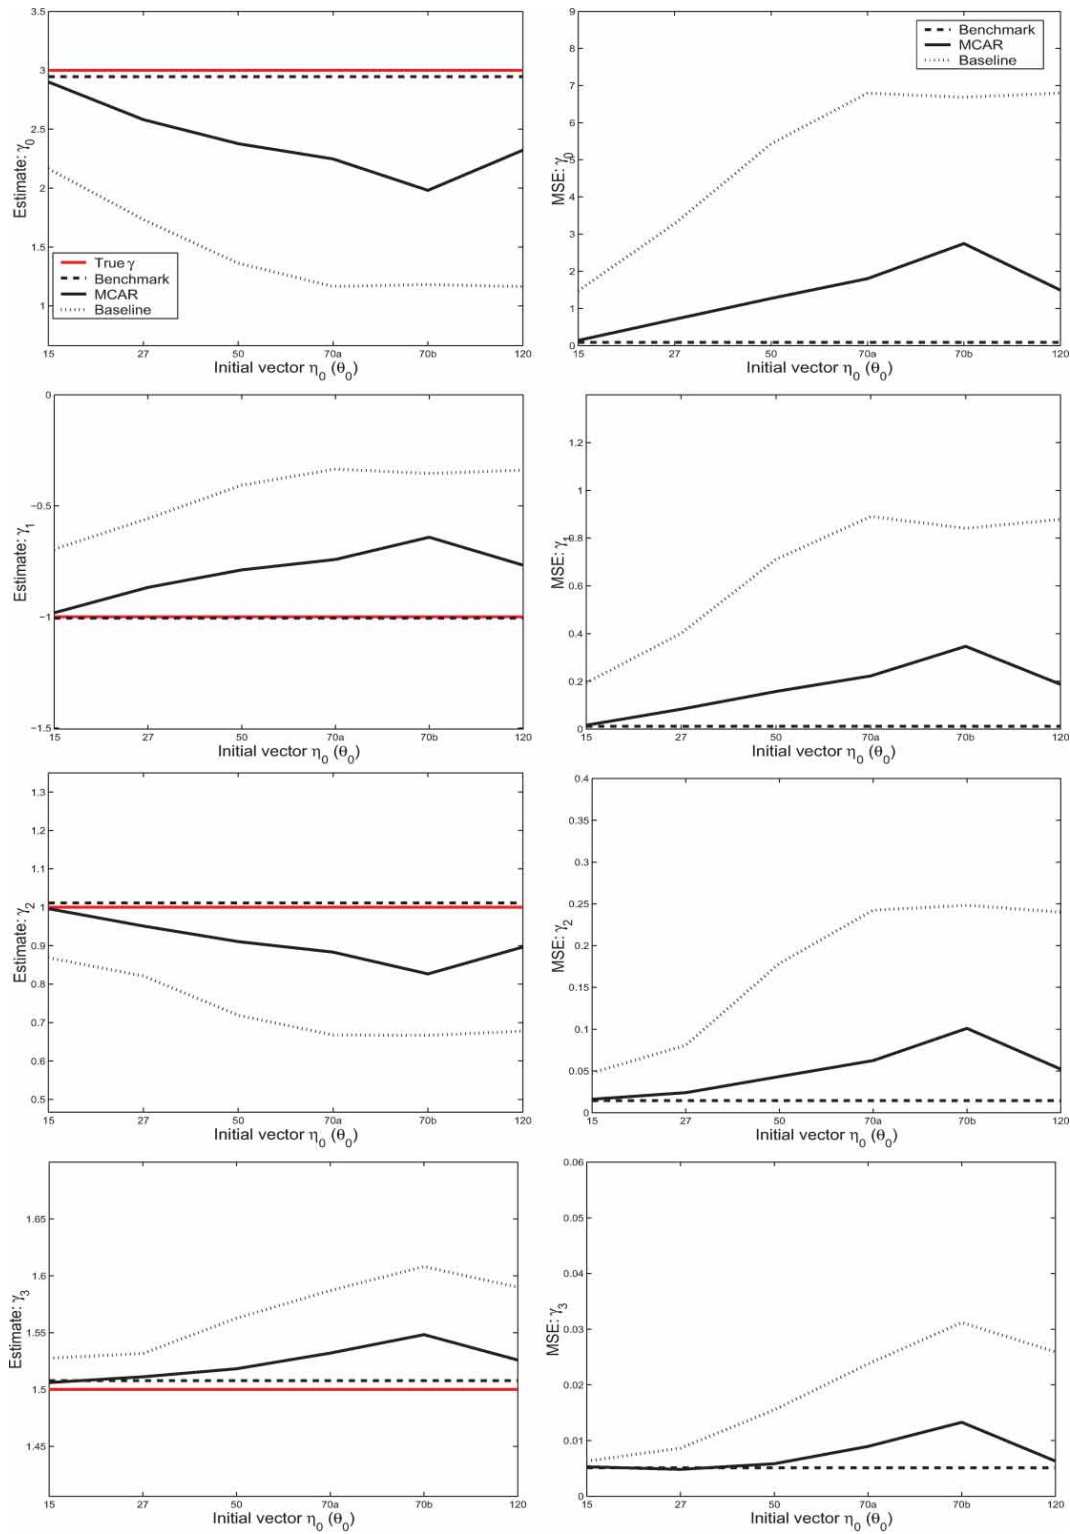 3.5
3
2.5
2
1.5
1
Estimate: γ0
True γ
Benchmark
MCAR
Baseline
15 27 50 70a 70b 120
Initial vector η0 (θ0)
9
8
7
6
5
4
3
2
1
0
MSE: γ0
Benchmark
MCAR
Baseline
15 27 50 70a 70b 120
Initial vector η0 (θ0)
0
−0.5
−1
−1.5
Estimate: γ1
15 27 50 70a 70b 120
Initial vector η0 (θ0)
1.2
1
0.8
0.6
0.4
0.2
0
MSE: γ1
15 27 50 70a 70b 120
Initial vector η0 (θ0)
1.3
1.2
1.1
1
0.9
0.8
0.7
0.6
0.5
Estimate: γ2
15 27 50 70a 70b 120
Initial vector η0 (θ0)
0.4
0.35
0.3
0.25
0.2
0.15
0.1
0.05
0
MSE: γ2
15 27 50 70a 70b 120
Initial vector η0 (θ0)
1.65
1.6
1.55
1.5
1.45
Estimate: γ3
15 27 50 70a 70b 120
Initial vector η0 (θ0)
0.06
0.05
0.04
0.03
0.02
0.01
0
MSE: γ3
15 27 50 70a 70b 120
Initial vector η0 (θ0)